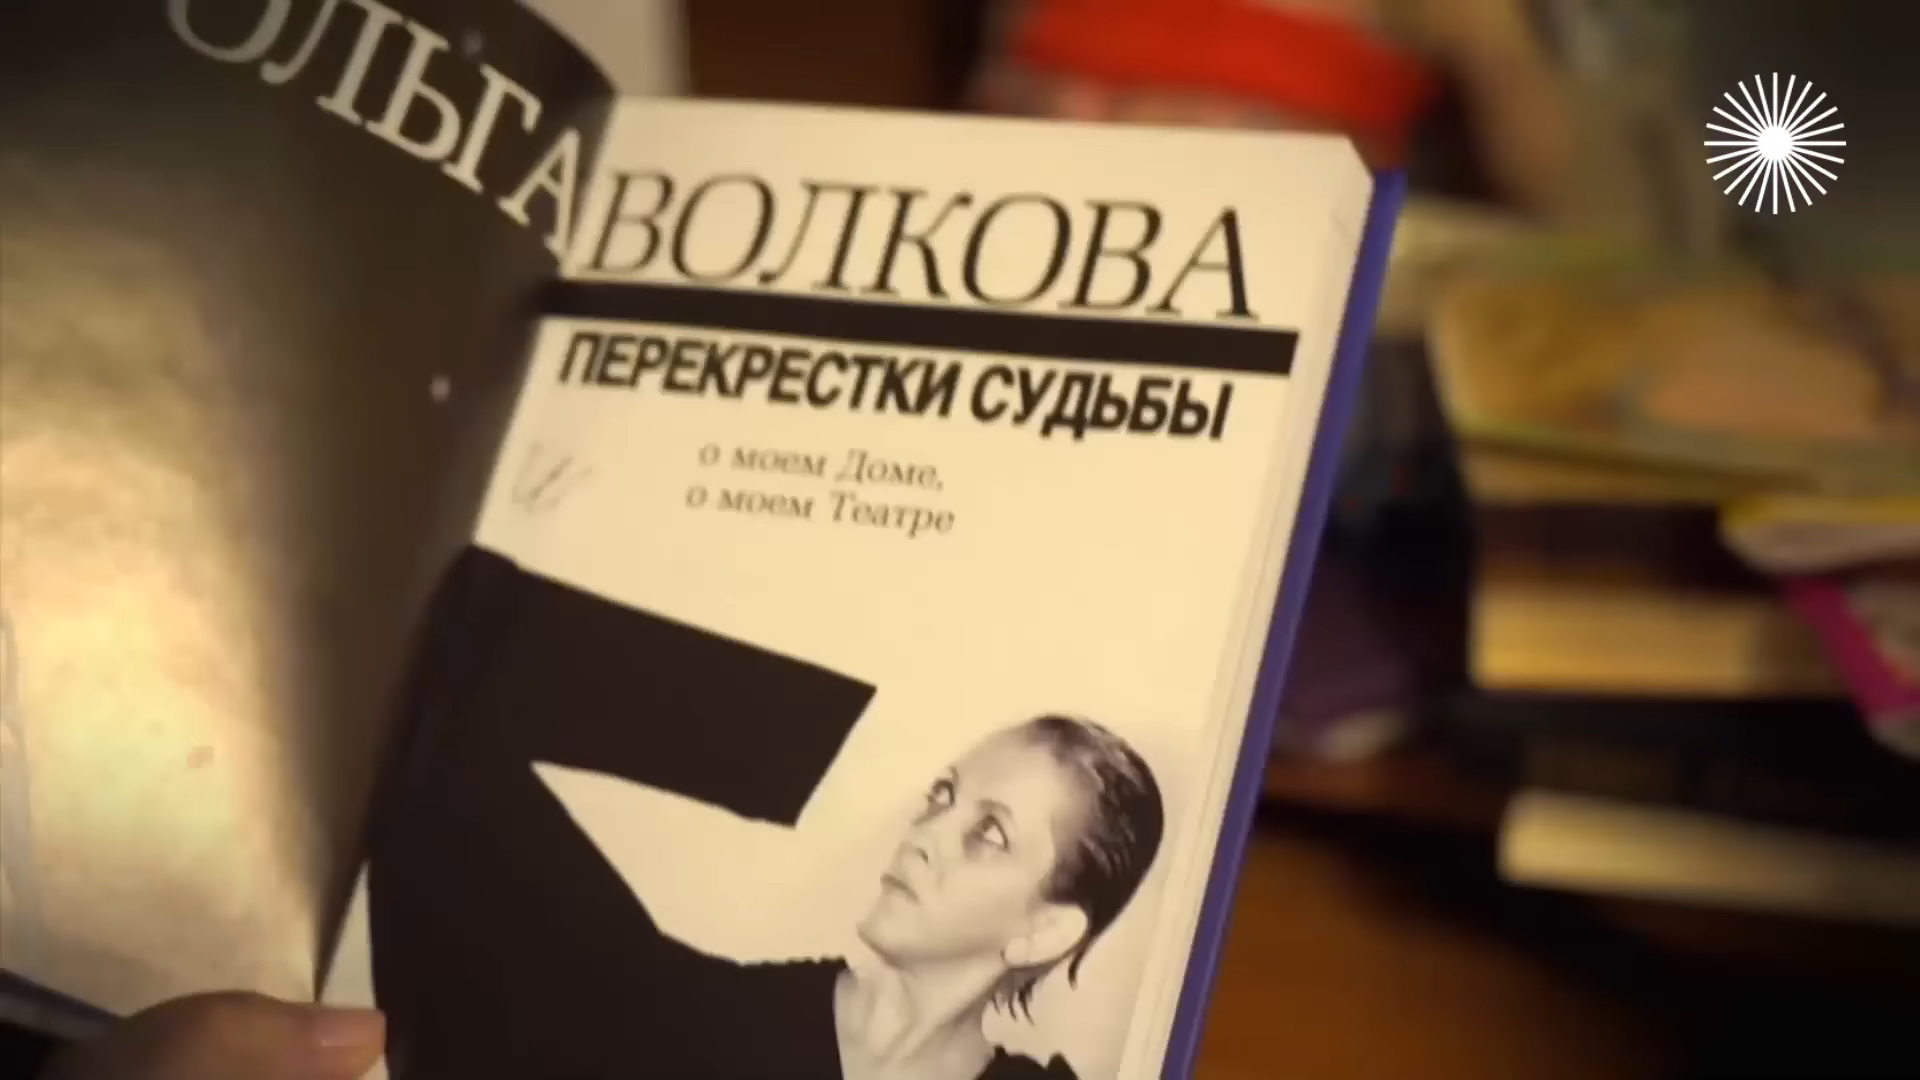 ОЛЬГА
ВОЛКОВА
ПЕРЕКРЕСТКИ СУДЬБЫ
о моем Доме,
о моем Театре